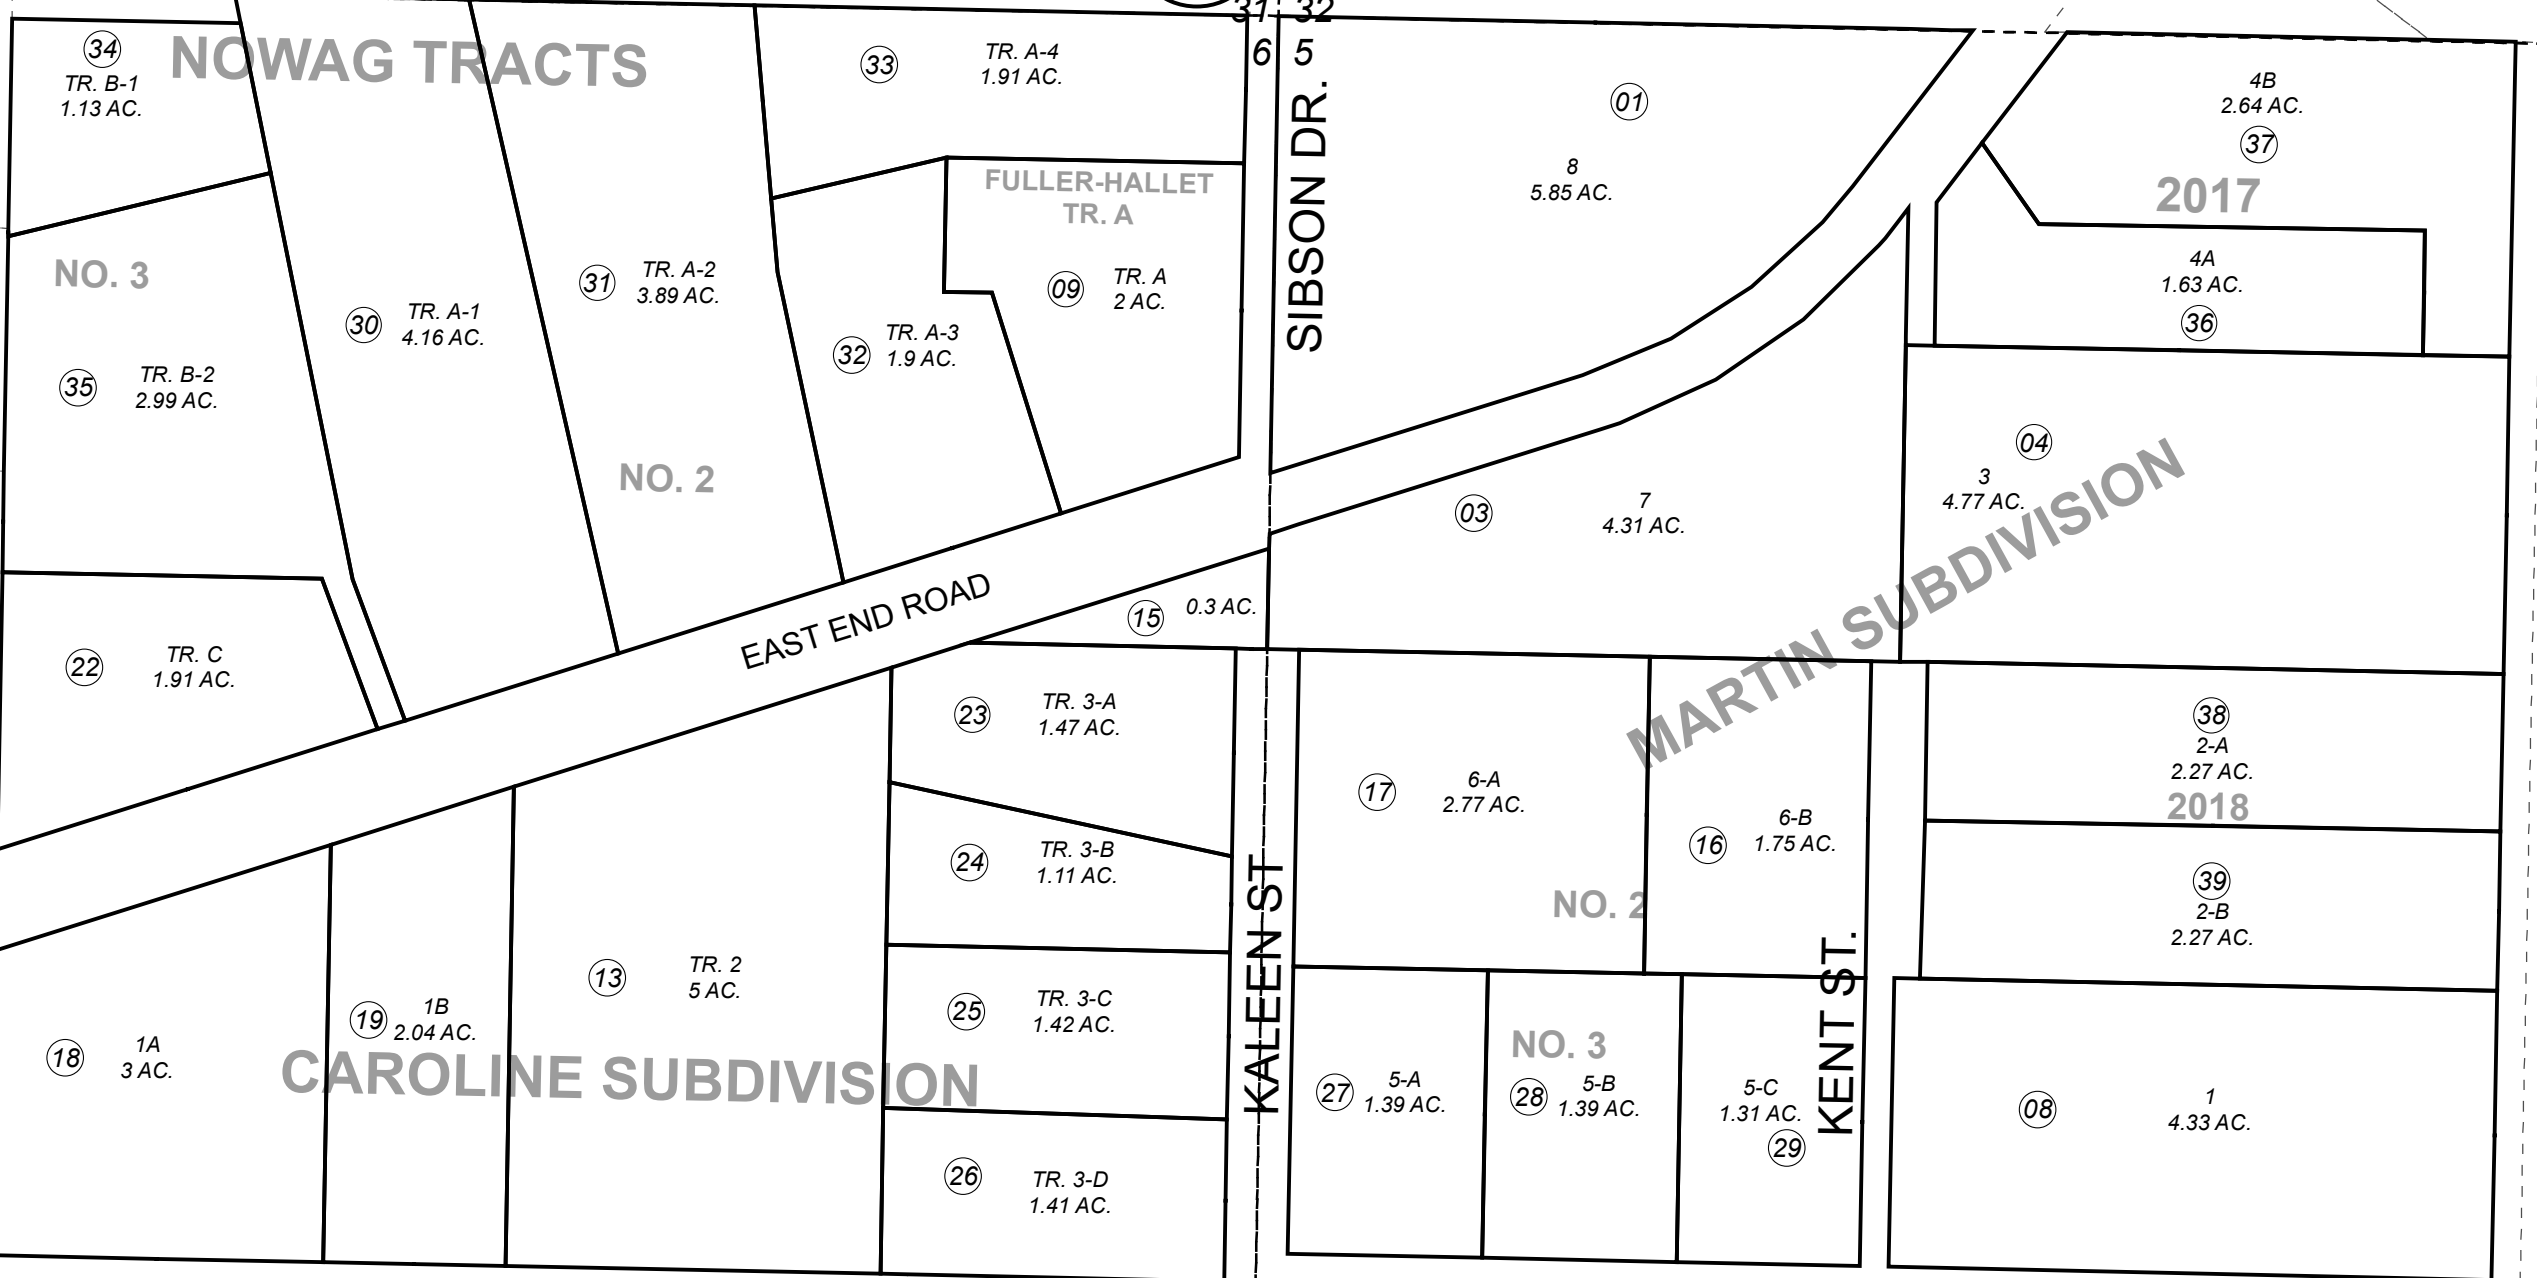 31 32
6 5
34
TR. B-1
1.13 AC.
NOWAG TRACTS
33
TR. A-4
1.91 AC.
SIBSON DR.
01
8
5.85 AC.
4B
2.64 AC.
37
2017
FULLER-HALLET
TR. A
NO. 3
31
TR. A-2
3.89 AC.
09
TR. A
2 AC.
4A
1.63 AC.
36
30
TR. A-1
4.16 AC.
32
TR. A-3
1.9 AC.
35
TR. B-2
2.99 AC.
NO. 2
04
3
4.77 AC.
03
7
4.31 AC.
MARTIN SUBDIVISION
EAST END ROAD
15
0.3 AC.
22
TR. C
1.91 AC.
23
TR. 3-A
1.47 AC.
38
2-A
2.27 AC.
2018
17
6-A
2.77 AC.
16
6-B
1.75 AC.
24
TR. 3-B
1.11 AC.
NO. 2
39
2-B
2.27 AC.
KALEEN ST
KENT ST.
13
TR. 2
5 AC.
25
TR. 3-C
1.42 AC.
19
1B
2.04 AC.
18
1A
3 AC.
CAROLINE SUBDIVISION
NO. 3
27
5-A
1.39 AC.
28
5-B
1.39 AC.
5-C
1.31 AC.
29
08
1
4.33 AC.
26
TR. 3-D
1.41 AC.